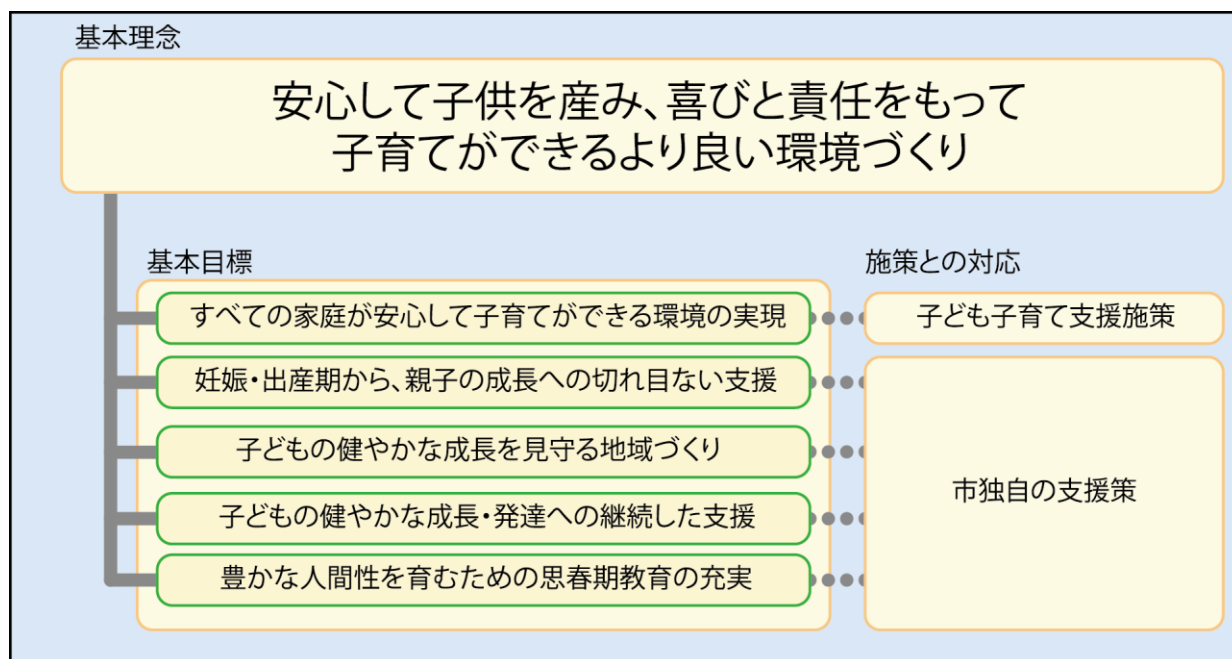 基本理念
安心して子供を産み、喜びと責任をもって
子育てができるより良い環境づくり
基本目標
施策との対応
すべての家庭が安心して子育てができる環境の実現
子ども子育て支援施策
妊娠・出産期から、親子の成長への切れ目ない支援
子どもの健やかな成長を見守る地域づくり
市独自の支援策
子どもの健やかな成長・発達への継続した支援
豊かな人間性を育むための思春期教育の充実